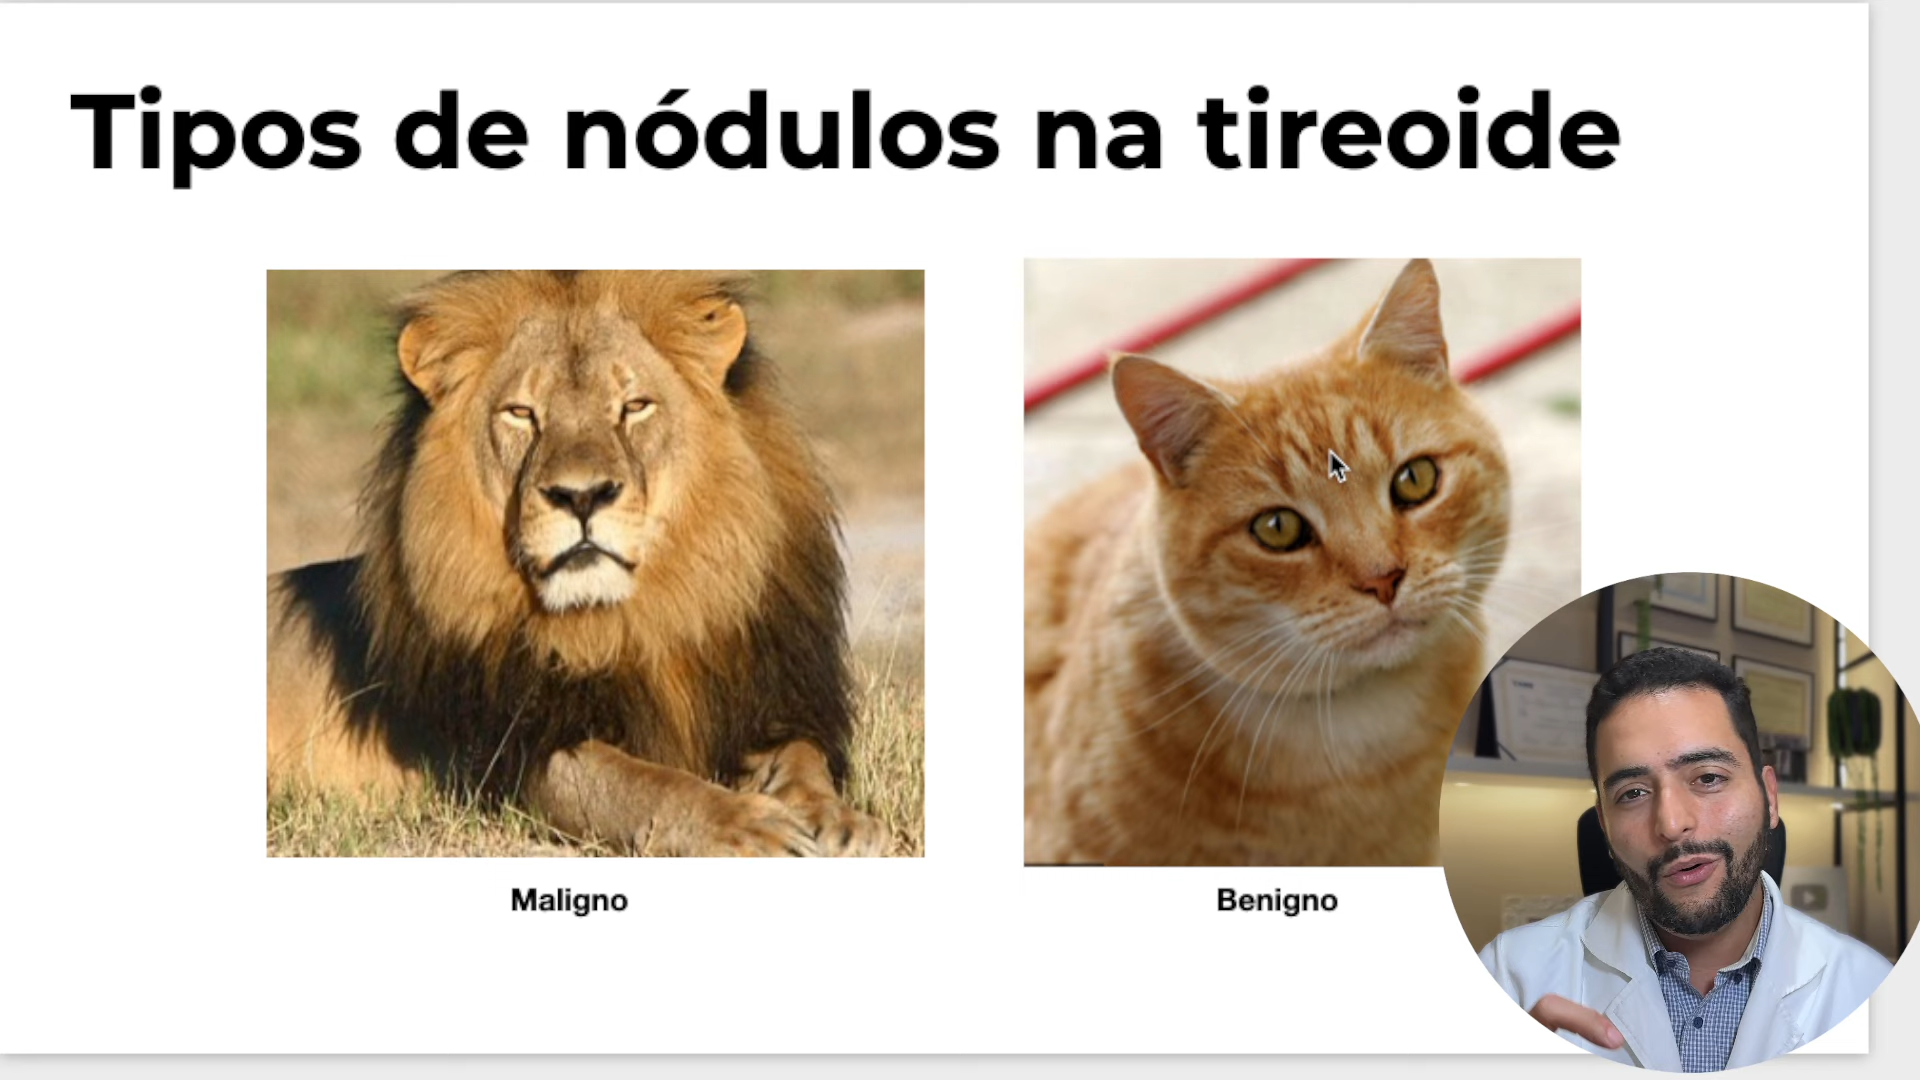 Tipos de nódulos na tireoide
Maligno
Benigno